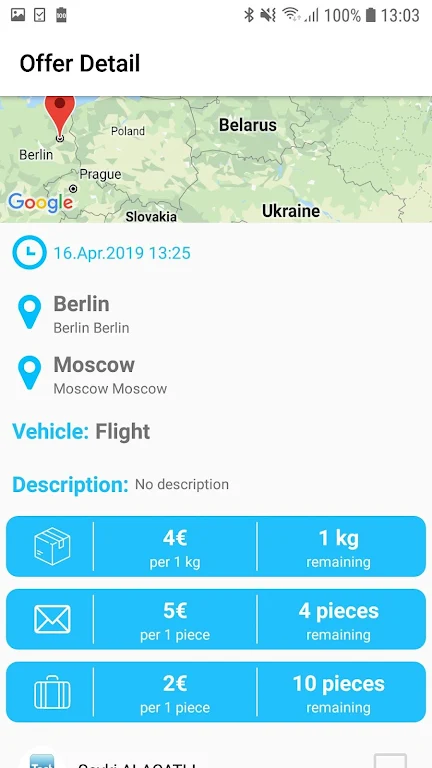 100% 13:03
Offer Detail
Belarus
Poland
Berlin
Prague
Google
Slovakia
Ukraine
16.Apr.2019 13:25
Berlin
Berlin Berlin
Moscow
Moscow Moscow
Vehicle: Flight
Description: No description
4€
per 1 kg
1 kg
remaining
5€
per 1 piece
4 pieces
remaining
2€
per 1 piece
10 pieces
remaining